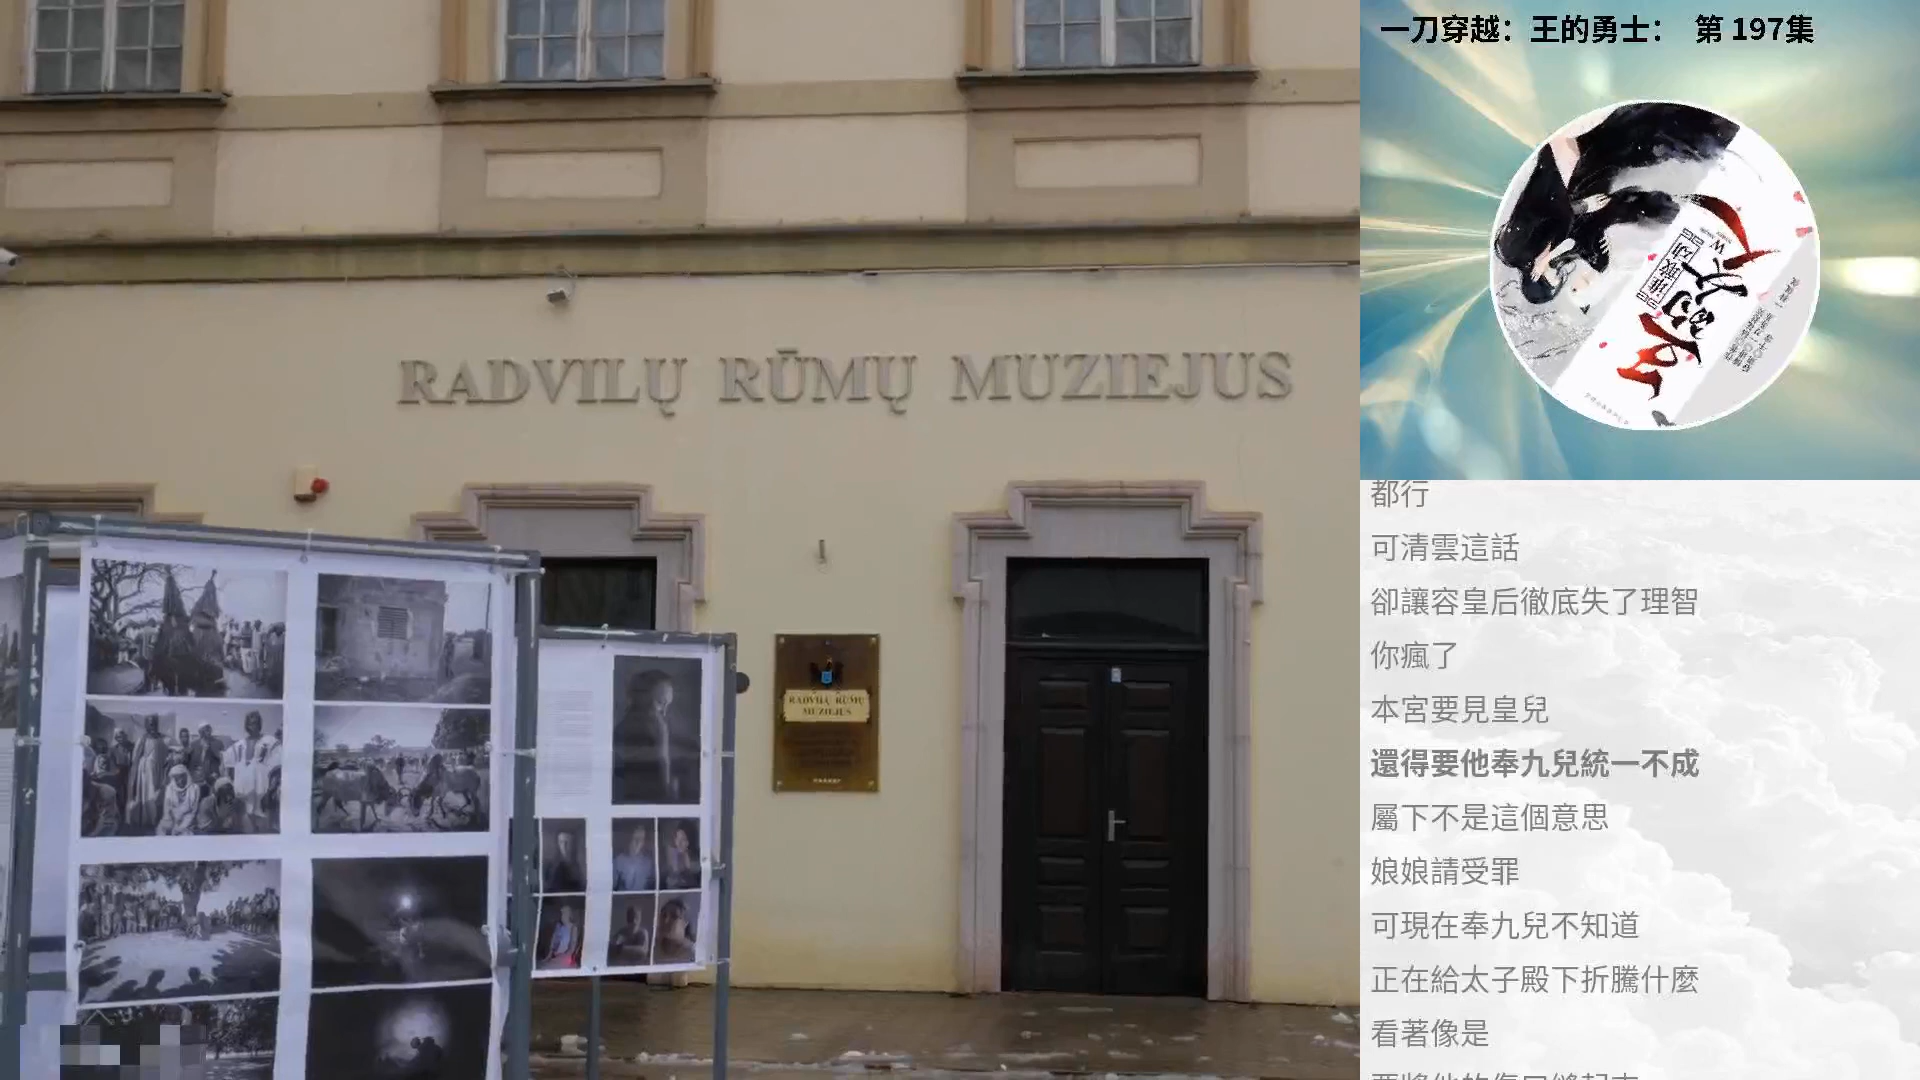 一刀穿越：王的勇士： 第 197集
RADVILŲ RŪMŲ MUZIEJUS
RADVILŲ RŪMŲ
MUZIEJUS
都行
可清雲這話
卻讓容皇后徹底失了理智
你瘋了
本宮要見皇兒
還得要他奉九兒統一不成
屬下不是這個意思
娘娘請受罪
可現在奉九兒不知道
正在給太子殿下折騰什麼
看著像是